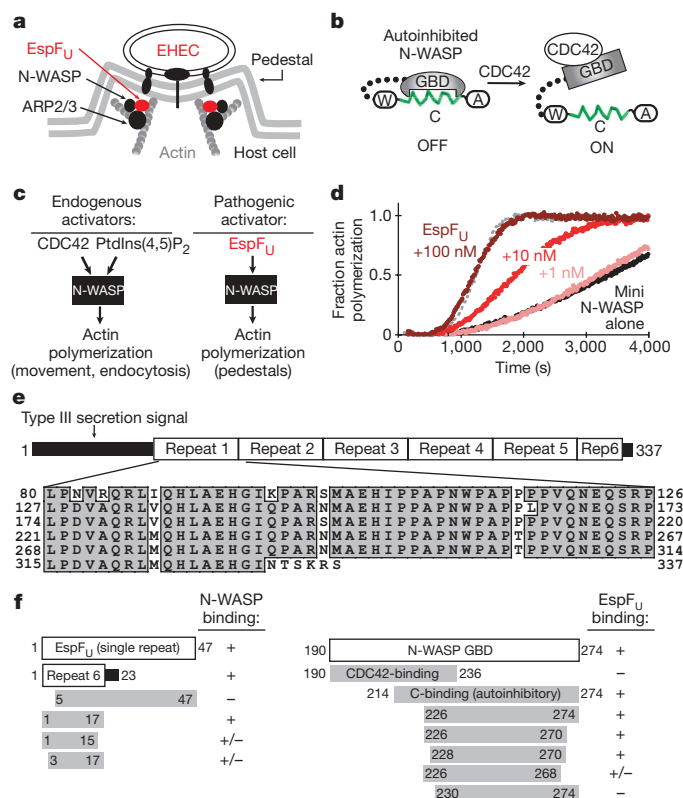 a
EspF_U
EHEC
N-WASP
Pedestal
ARP2/3
Actin
Host cell
b
Autoinhibited
N-WASP
GBD
CDC42
CDC42
GBD
W
C
A
W
C
A
OFF
ON
c
Endogenous
activators:
CDC42 PtdIns(4,5)P2
N-WASP
Actin
polymerization
(movement, endocytosis)
Pathogenic
activator:
EspF_U
N-WASP
Actin
polymerization
(pedestals)
d
Fraction actin
polymerization
1.0
0.5
0
0
1,000
2,000
3,000
4,000
Time (s)
EspF_U
+100 nM
+10 nM
+1 nM
Mini
N-WASP
alone
e
Type III secretion signal
1 Repeat 1 Repeat 2 Repeat 3 Repeat 4 Repeat 5 Rep6 337
80 LPNVRQRLIQHLAEHGIKPARSMAEHIPPAPNWPAPPPPVQNEQSRP 126
127 LPDVAQRLVQHLAEHGIQPARNMAEHIPPAPNWPAPPLPVQNEQSRP 173
174 LPDVAQRLVQHLAEHGIQPARSMAEHIPPAPNWPAPPPPVQNEQSRP 220
221 LPDVAQRLMQHLAEHGIQPARNMAEHIPPAPNWPAPTPPVQNEQSRP 267
268 LPDVAQRLMQHLAEHGIQPARNMAEHIPPAPNWPAPTPPVQNEQSRP 314
315 LPDVAQRLMQHLAEHGINTSKRS 337
f
N-WASP
binding:
1 EspF_U (single repeat) 47 +
1 Repeat 6 23 +
5 47 −
1 17 +
1 15 +/−
3 17 +/−
EspF_U
binding:
190 N-WASP GBD 274 +
190 CDC42-binding 236 −
214 C-binding (autoinhibitory) 274 +
226 274 +
226 270 +
228 270 +
226 268 +/−
230 274 −